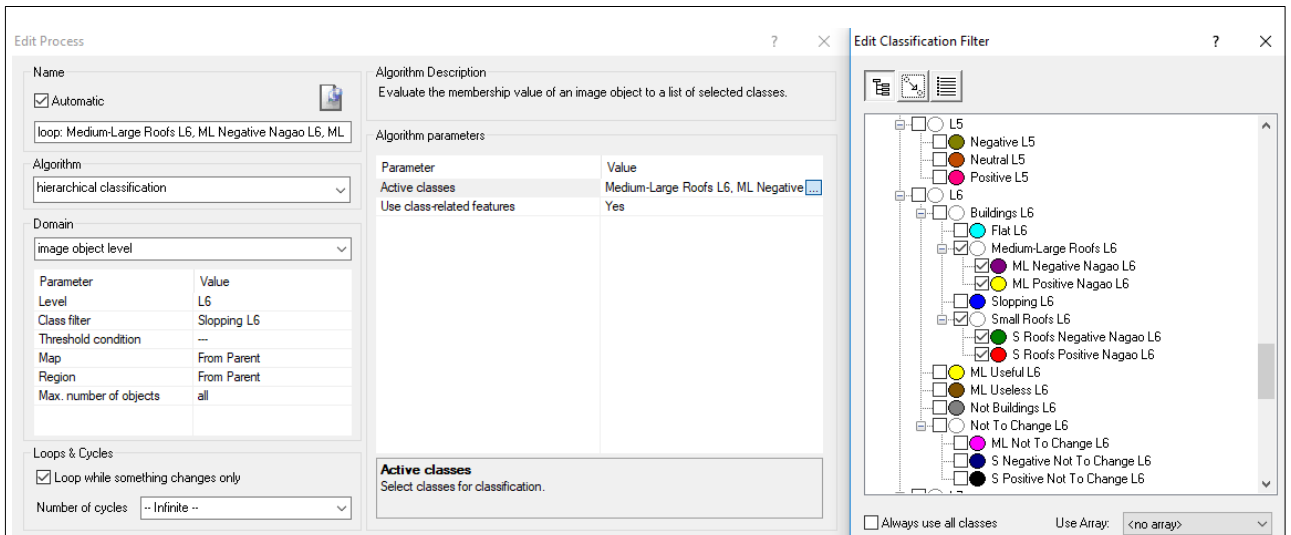 Edit Process ? ×
Name
Automatic
loop: Medium-Large Roofs L6, ML Negative Nagao L6, ML
Algorithm
hierarchical classification
Domain
image object level
Parameter Value
Level L6
Class filter Slopping L6
Threshold condition ---
Map From Parent
Region From Parent
Max. number of objects all
Loops & Cycles
Loop while something changes only
Number of cycles -- Infinite --
Algorithm Description
Evaluate the membership value of an image object to a list of selected classes.
Algorithm parameters
Parameter Value
Active classes Medium-Large Roofs L6, ML Negative ...
Use class-related features Yes
Active classes
Select classes for classification.
Edit Classification Filter ? ×
L5
Negative L5
Neutral L5
Positive L5
L6
Buildings L6
Flat L6
Medium-Large Roofs L6
ML Negative Nagao L6
ML Positive Nagao L6
Slopping L6
Small Roofs L6
S Roofs Negative Nagao L6
S Roofs Positive Nagao L6
ML Useful L6
ML Useless L6
Not Buildings L6
Not To Change L6
ML Not To Change L6
S Negative Not To Change L6
S Positive Not To Change L6
Always use all classes Use Array: <no array>